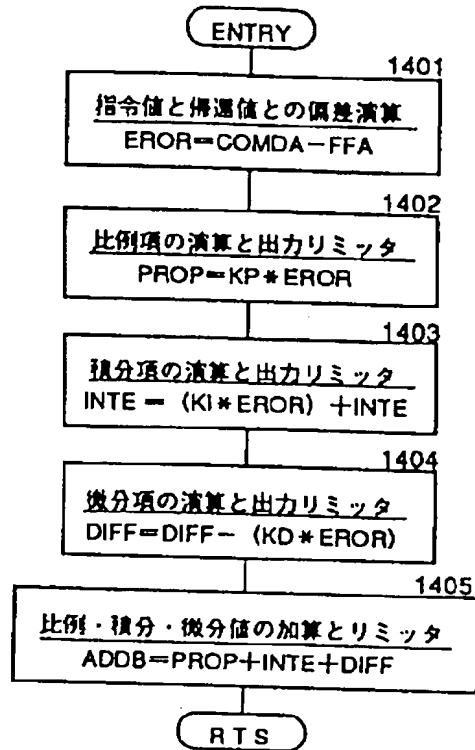 ENTRY
1401
指令値と帰還値との偏差演算
EROR=COMDA-FFA
1402
比例項の演算と出力リミッタ
PROP=KP*EROR
1403
積分項の演算と出力リミッタ
INTE = (KI*EROR) +INTE
1404
微分項の演算と出力リミッタ
DIFF=DIFF- (KD*EROR)
1405
比例・積分・微分値の加算とリミッタ
ADDB=PROP+INTE+DIFF
RTS